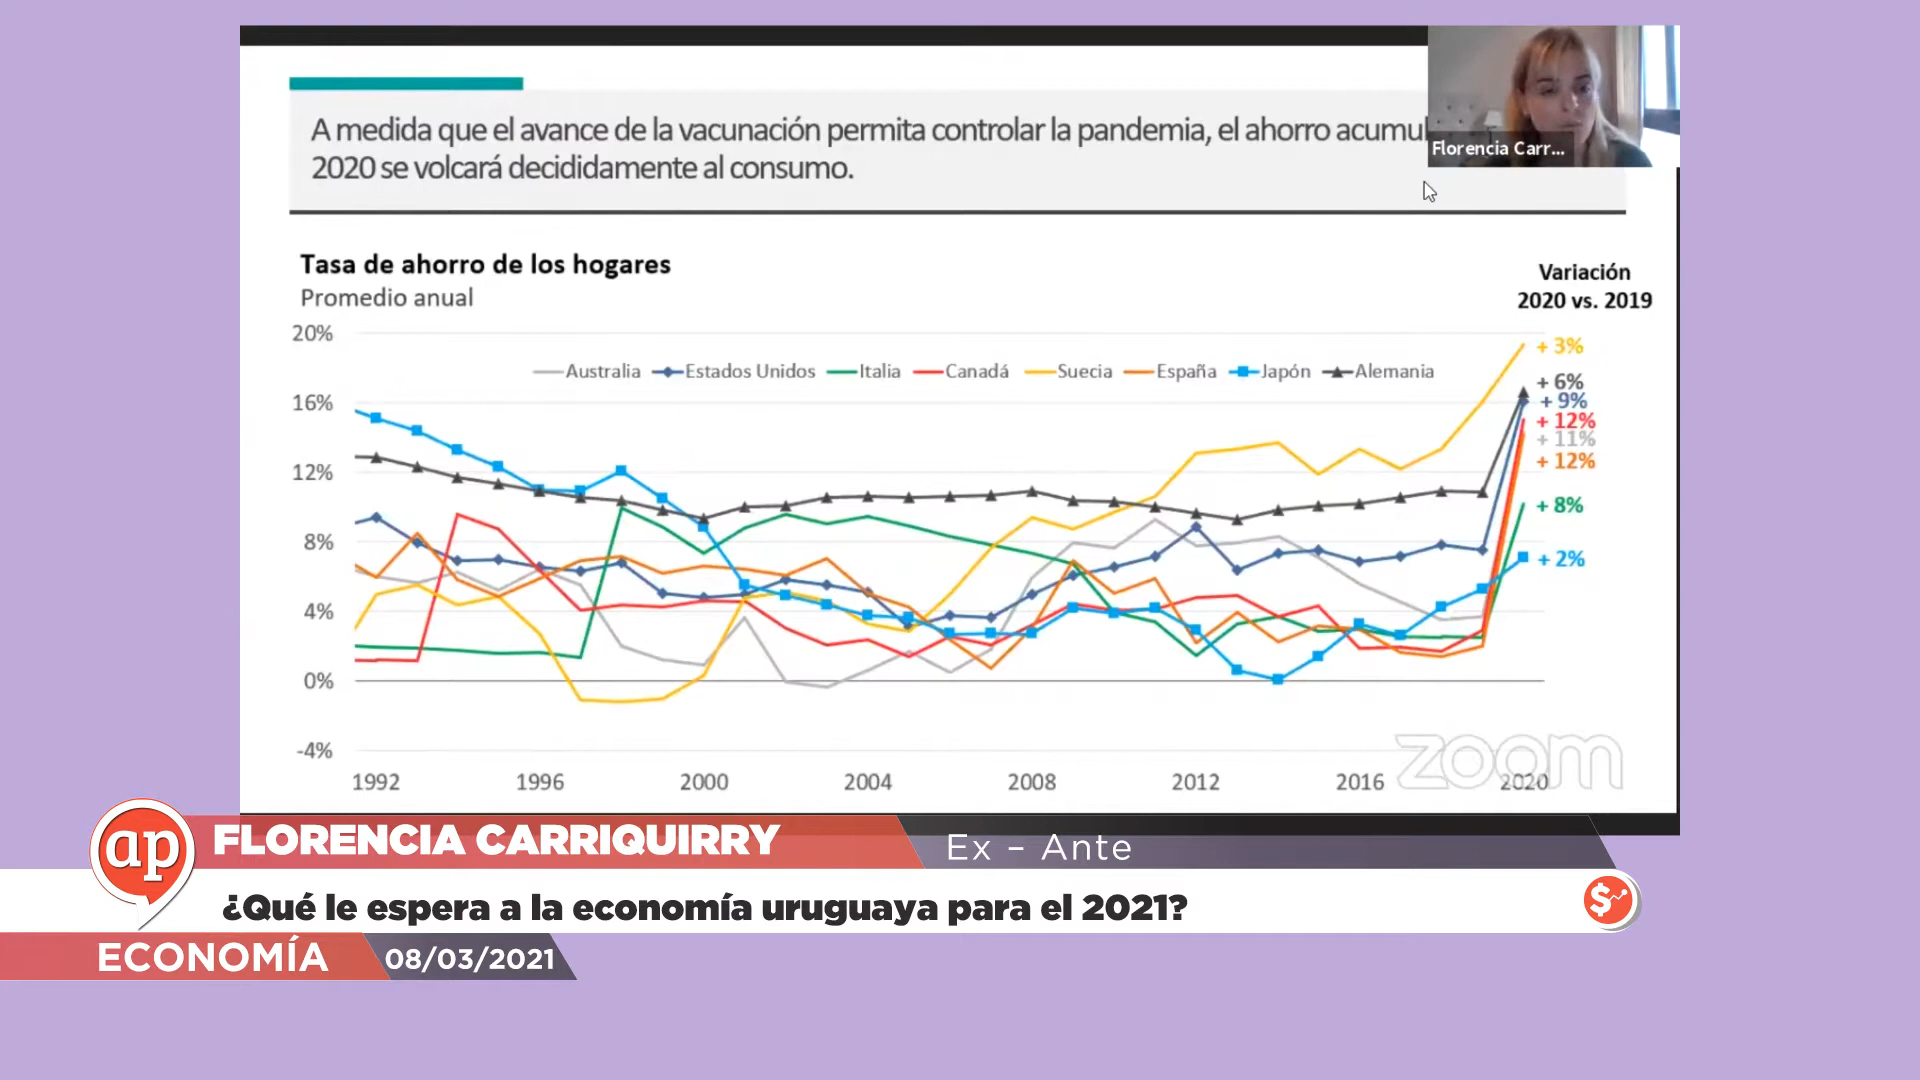 A medida que el avance de la vacunación permita controlar la pandemia, el ahorro acumul
2020 se volcará decididamente al consumo.
Florencia Carr...
Tasa de ahorro de los hogares
Promedio anual
Variación
2020 vs. 2019
20%
16%
12%
8%
4%
0%
-4%
Australia Estados Unidos Italia Canadá Suecia España Japón Alemania
+ 3%
+ 6%
+ 9%
+ 12%
+ 11%
+ 12%
+ 8%
+ 2%
1992 1996 2000 2004 2008 2012 2016 2020
zoom
ap
FLORENCIA CARRIQUIRRY
Ex – Ante
¿Qué le espera a la economía uruguaya para el 2021?
$
ECONOMÍA
08/03/2021